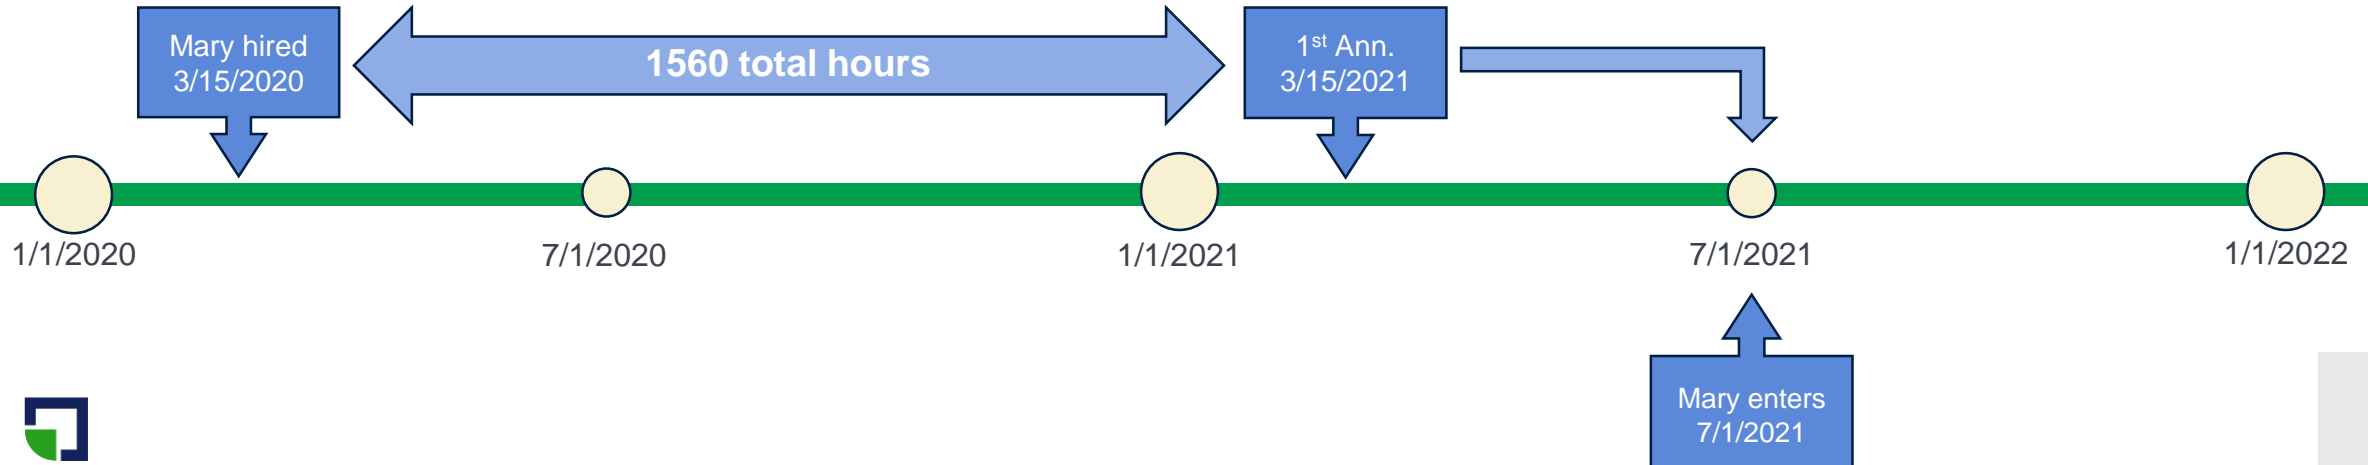 Mary hired
3/15/2020
1560 total hours
1st Ann.
3/15/2021
1/1/2020
7/1/2020
1/1/2021
7/1/2021
1/1/2022
Mary enters
7/1/2021